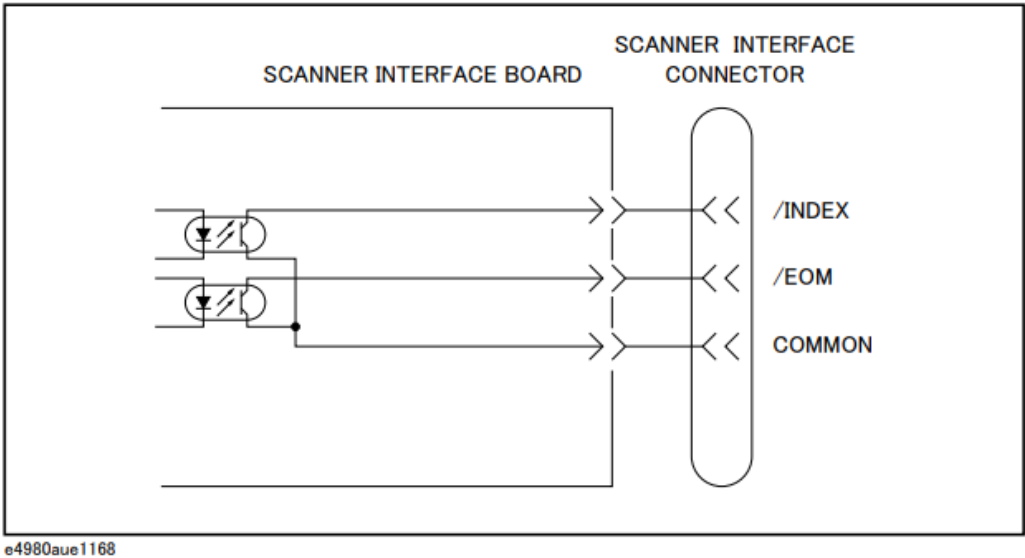 SCANNER INTERFACE
SCANNER INTERFACE BOARD
CONNECTOR
/INDEX
/EOM
COMMON
e4980aue1168